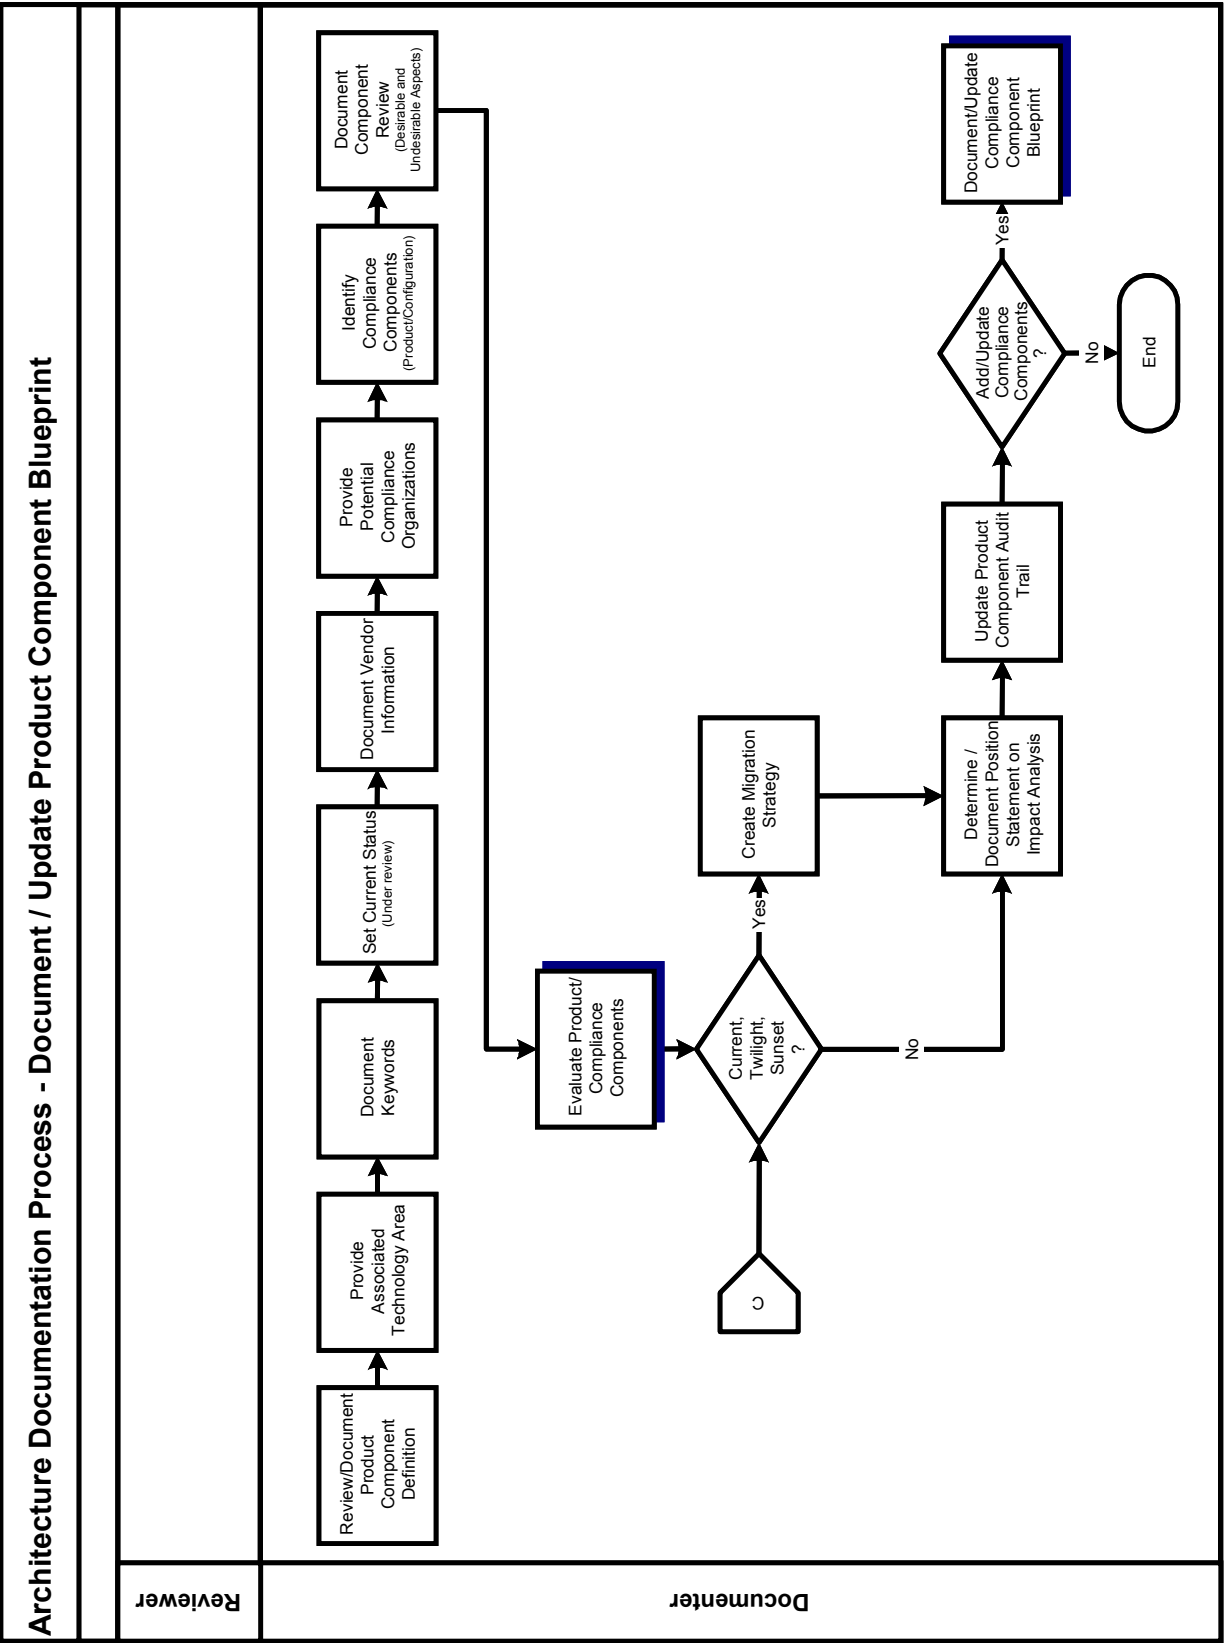 Architecture Documentation Process - Document / Update Product Component Blueprint
Reviewer
Documenter
Review/Document
Product
Component
Definition
Provide
Associated
Technology Area
Document
Keywords
Set Current Status
(Under review)
Document Vendor
Information
Provide
Potential
Compliance
Organizations
Identify
Compliance
Components
(Product/Configuration)
Document
Component
Review
(Desirable and
Undesirable Aspects)
Evaluate Product/
Compliance
Components
C
Current,
Twilight,
Sunset
?
Yes
No
Create Migration
Strategy
Determine /
Document Position
Statement on
Impact Analysis
Update Product
Component Audit
Trail
Add/Update
Compliance
Components
?
Yes
No
Document/Update
Compliance
Component
Blueprint
End